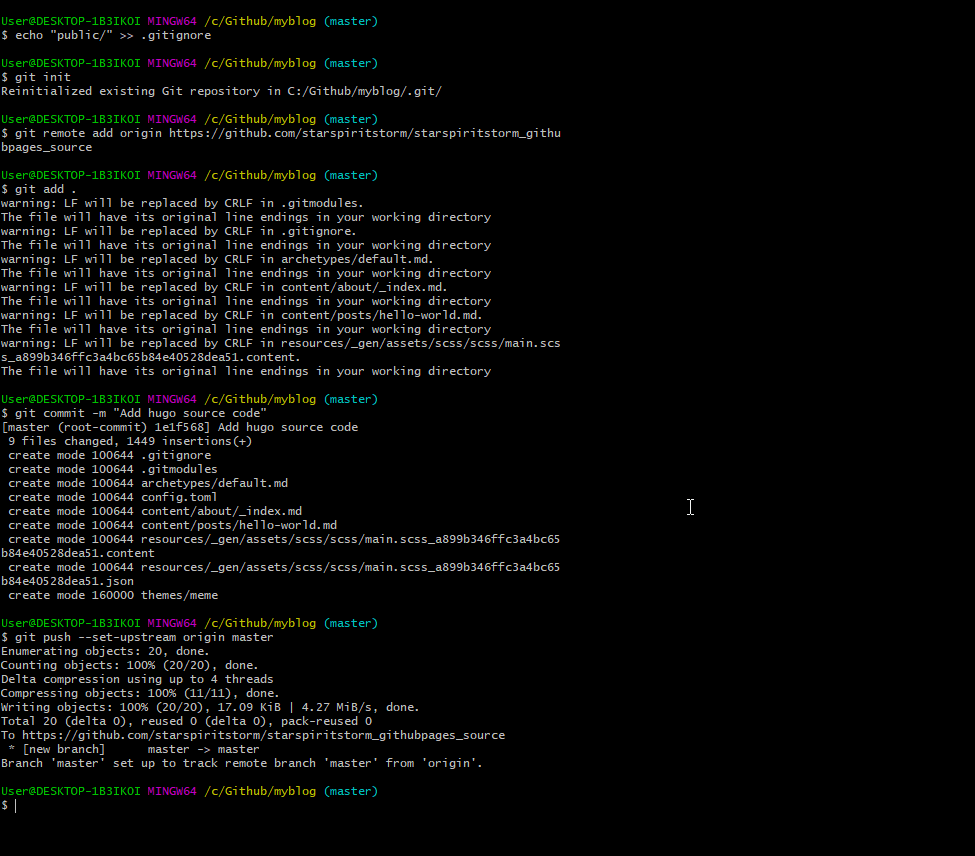 User@DESKTOP-1B3IKOI MINGW64 /c/Github/myblog (master)
$ echo "public/" >> .gitignore
User@DESKTOP-1B3IKOI MINGW64 /c/Github/myblog (master)
$ git init
Reinitialized existing Git repository in C:/Github/myblog/.git/
User@DESKTOP-1B3IKOI MINGW64 /c/Github/myblog (master)
$ git remote add origin https://github.com/starspiritstorm/starspiritstorm_githu
bpages_source
User@DESKTOP-1B3IKOI MINGW64 /c/Github/myblog (master)
$ git add .
warning: LF will be replaced by CRLF in .gitmodules.
The file will have its original line endings in your working directory
warning: LF will be replaced by CRLF in .gitignore.
The file will have its original line endings in your working directory
warning: LF will be replaced by CRLF in archetypes/default.md.
The file will have its original line endings in your working directory
warning: LF will be replaced by CRLF in content/about/_index.md.
The file will have its original line endings in your working directory
warning: LF will be replaced by CRLF in content/posts/hello-world.md.
The file will have its original line endings in your working directory
warning: LF will be replaced by CRLF in resources/_gen/assets/scss/scss/main.scs
s_a899b346ffc3a4bc65b84e40528dea51.content.
The file will have its original line endings in your working directory
User@DESKTOP-1B3IKOI MINGW64 /c/Github/myblog (master)
$ git commit -m "Add hugo source code"
[master (root-commit) 1e1f568] Add hugo source code
 9 files changed, 1449 insertions(+)
 create mode 100644 .gitignore
 create mode 100644 .gitmodules
 create mode 100644 archetypes/default.md
 create mode 100644 config.toml
 create mode 100644 content/about/_index.md
 create mode 100644 content/posts/hello-world.md
 create mode 100644 resources/_gen/assets/scss/scss/main.scss_a899b346ffc3a4bc65
b84e40528dea51.content
 create mode 100644 resources/_gen/assets/scss/scss/main.scss_a899b346ffc3a4bc65
b84e40528dea51.json
 create mode 160000 themes/meme
User@DESKTOP-1B3IKOI MINGW64 /c/Github/myblog (master)
$ git push --set-upstream origin master
Enumerating objects: 20, done.
Counting objects: 100% (20/20), done.
Delta compression using up to 4 threads
Compressing objects: 100% (11/11), done.
Writing objects: 100% (20/20), 17.09 KiB | 4.27 MiB/s, done.
Total 20 (delta 0), reused 0 (delta 0), pack-reused 0
To https://github.com/starspiritstorm/starspiritstorm_githubpages_source
 * [new branch]      master -> master
Branch 'master' set up to track remote branch 'master' from 'origin'.
User@DESKTOP-1B3IKOI MINGW64 /c/Github/myblog (master)
$